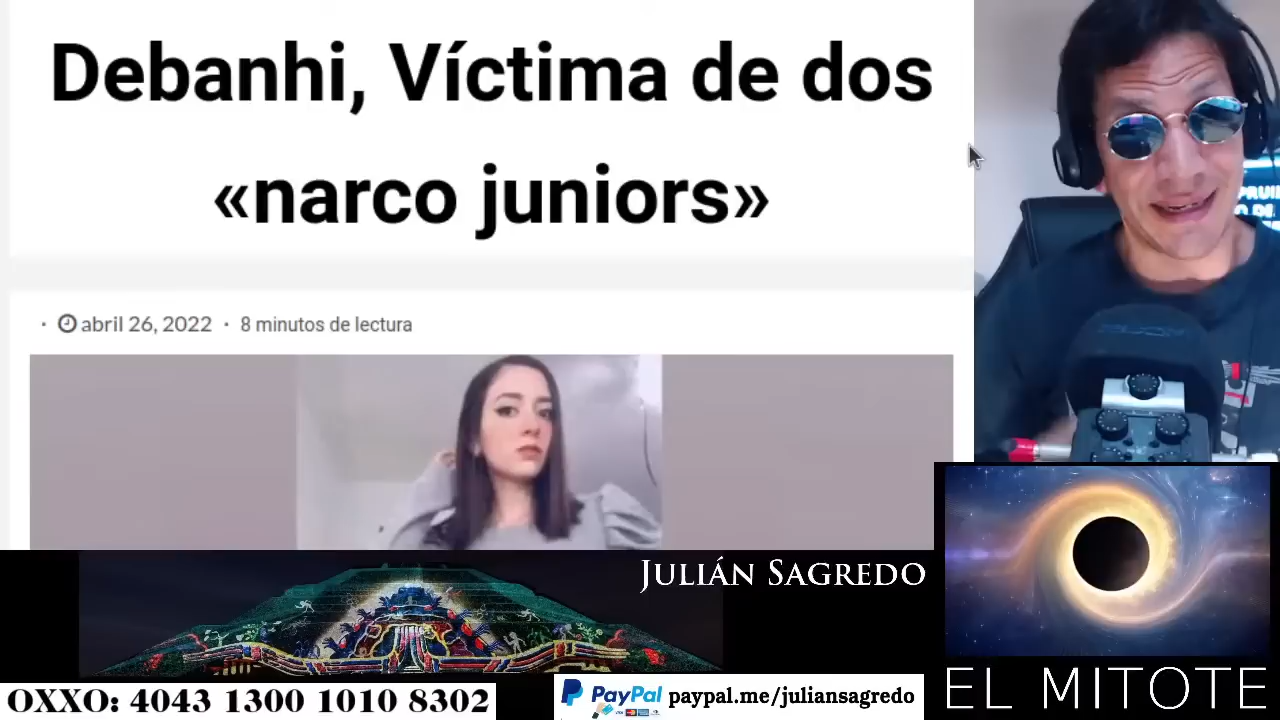 Debanhi, Víctima de dos
«narco juniors»
· abril 26, 2022 · 8 minutos de lectura
JULIÁN SAGREDO
EL MITOTE
OXXO: 4043 1300 1010 8302
PayPal paypal.me/juliansagredo